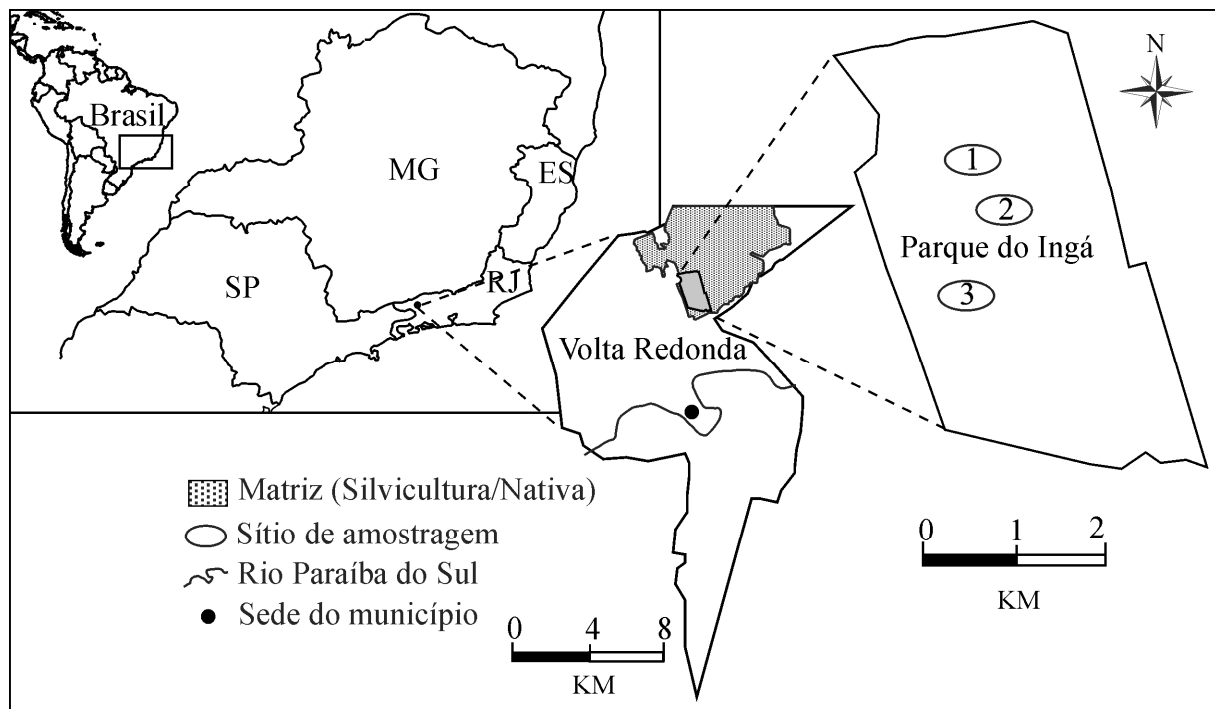 Brasil
MG
ES
SP
RJ
N
1
2
Parque do Ingá
3
Volta Redonda
Matriz (Silvicultura/Nativa)
Sítio de amostragem
Rio Paraíba do Sul
Sede do município
0 4 8
KM
0 1 2
KM